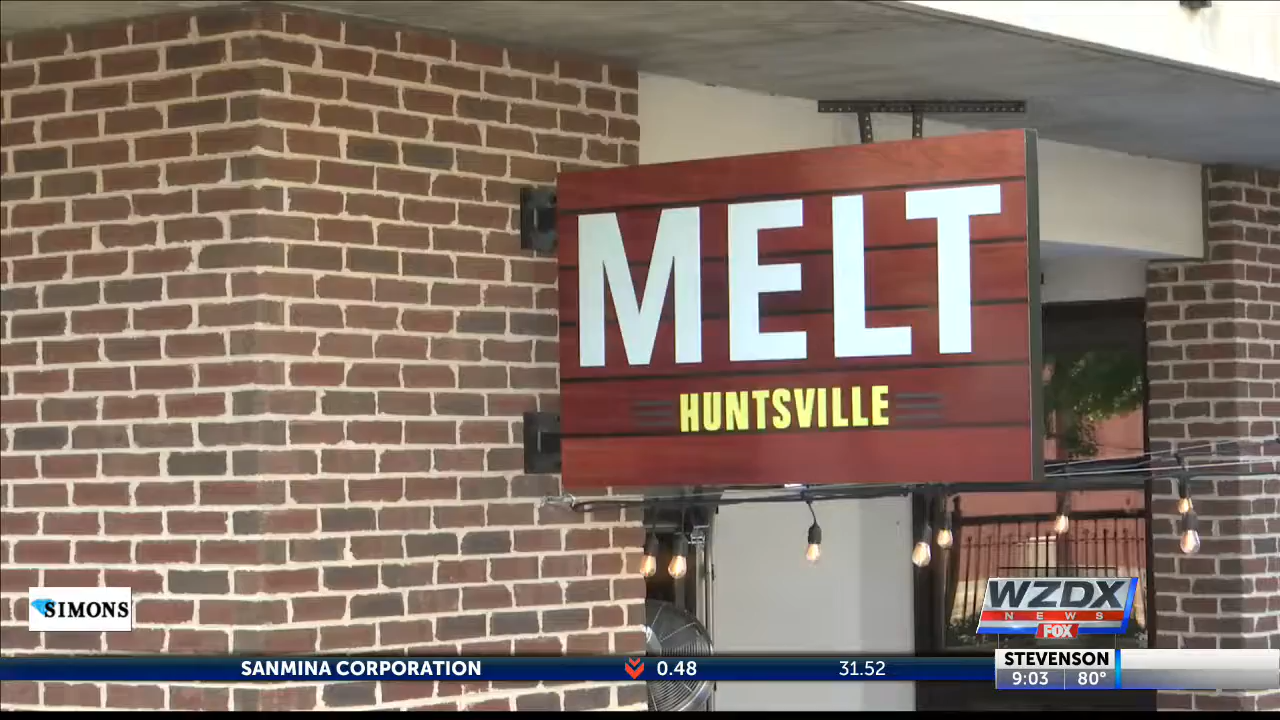 MELT
HUNTSVILLE
SIMONS
WZDX
NEWS
FOX
SANMINA CORPORATION 0.48 31.52
STEVENSON
9:03 80°